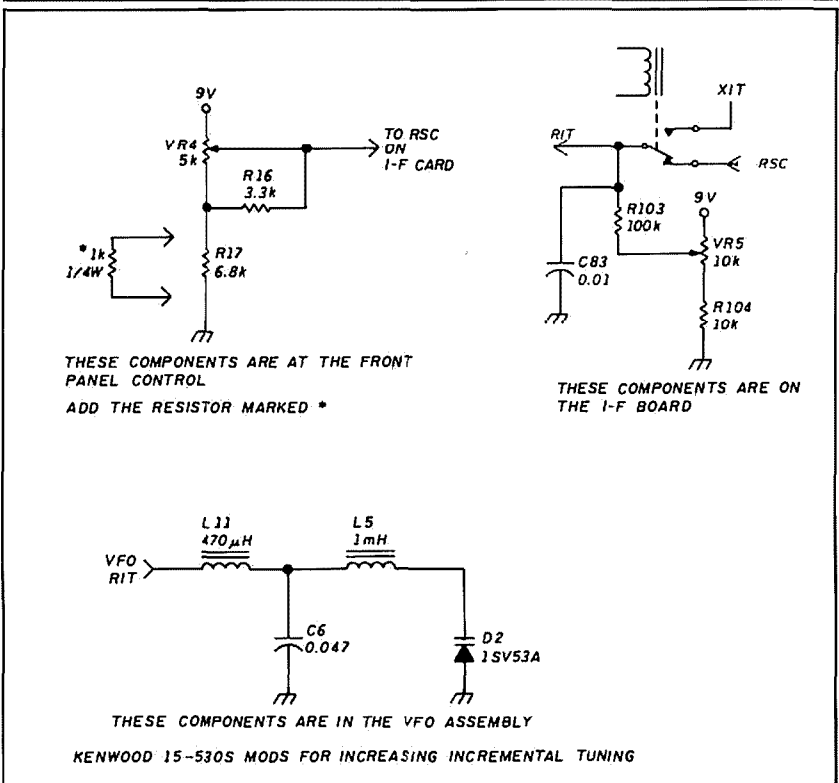 9V
VR4
5k
TO RSC
ON
I-F CARD
R16
3.3k
* 1k
1/4W
R17
6.8k
THESE COMPONENTS ARE AT THE FRONT
PANEL CONTROL
ADD THE RESISTOR MARKED *
XIT
RIT
RSC
R103
100k
9V
VR5
10k
C83
0.01
R104
10k
THESE COMPONENTS ARE ON
THE I-F BOARD
L11
470μH
L5
1mH
VFO
RIT
C6
0.047
D2
1SV53A
THESE COMPONENTS ARE IN THE VFO ASSEMBLY
KENWOOD 15-530S MODS FOR INCREASING INCREMENTAL TUNING